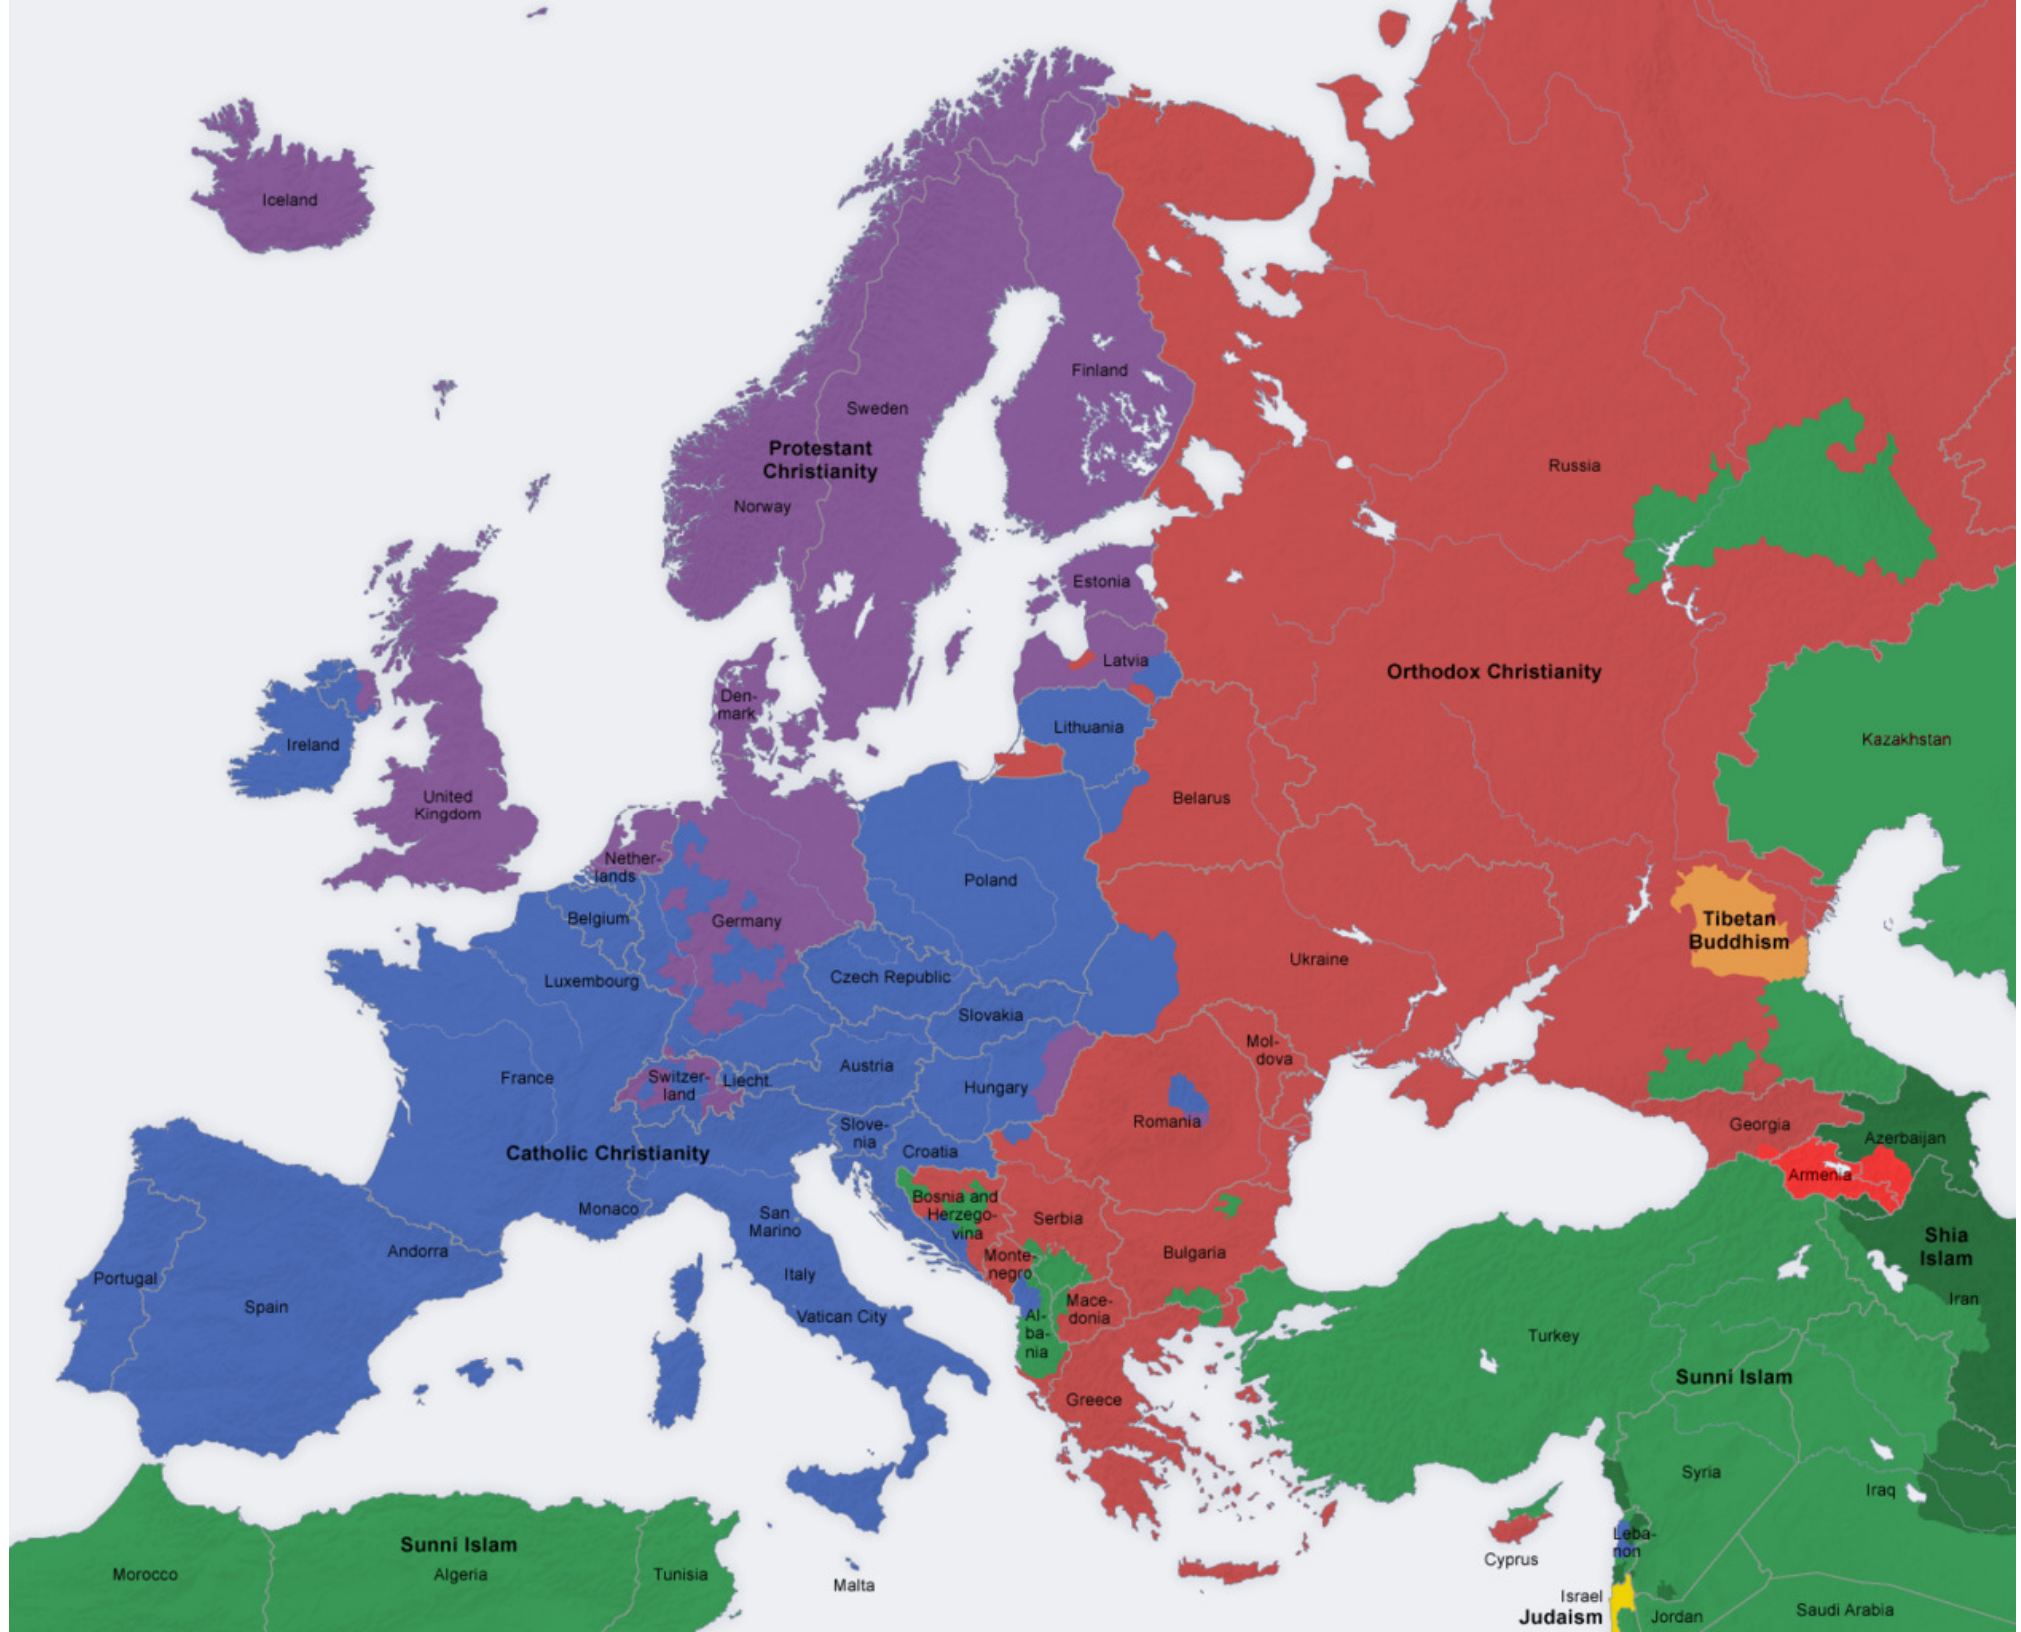 Iceland
Finland
Sweden
Protestant
Christianity
Norway
Russia
Estonia
Latvia
Orthodox Christianity
Den-
mark
Lithuania
Ireland
Kazakhstan
United
Kingdom
Belarus
Nether-
lands
Poland
Belgium
Germany
Tibetan
Buddhism
Ukraine
Luxembourg
Czech Republic
Slovakia
Mol-
dova
France
Switzer-
land
Liecht.
Austria
Hungary
Romania
Slove-
nia
Croatia
Georgia
Azerbaijan
Catholic Christianity
Armenia
Bosnia and
Herzego-
vina
Monaco
San
Marino
Serbia
Andorra
Bulgaria
Shia
Islam
Monte-
negro
Portugal
Spain
Italy
Iran
Vatican City
Mace-
donia
Al-
ba-
nia
Turkey
Sunni Islam
Greece
Syria
Iraq
Leba-
non
Sunni Islam
Morocco
Algeria
Tunisia
Malta
Cyprus
Israel
Judaism
Jordan
Saudi Arabia